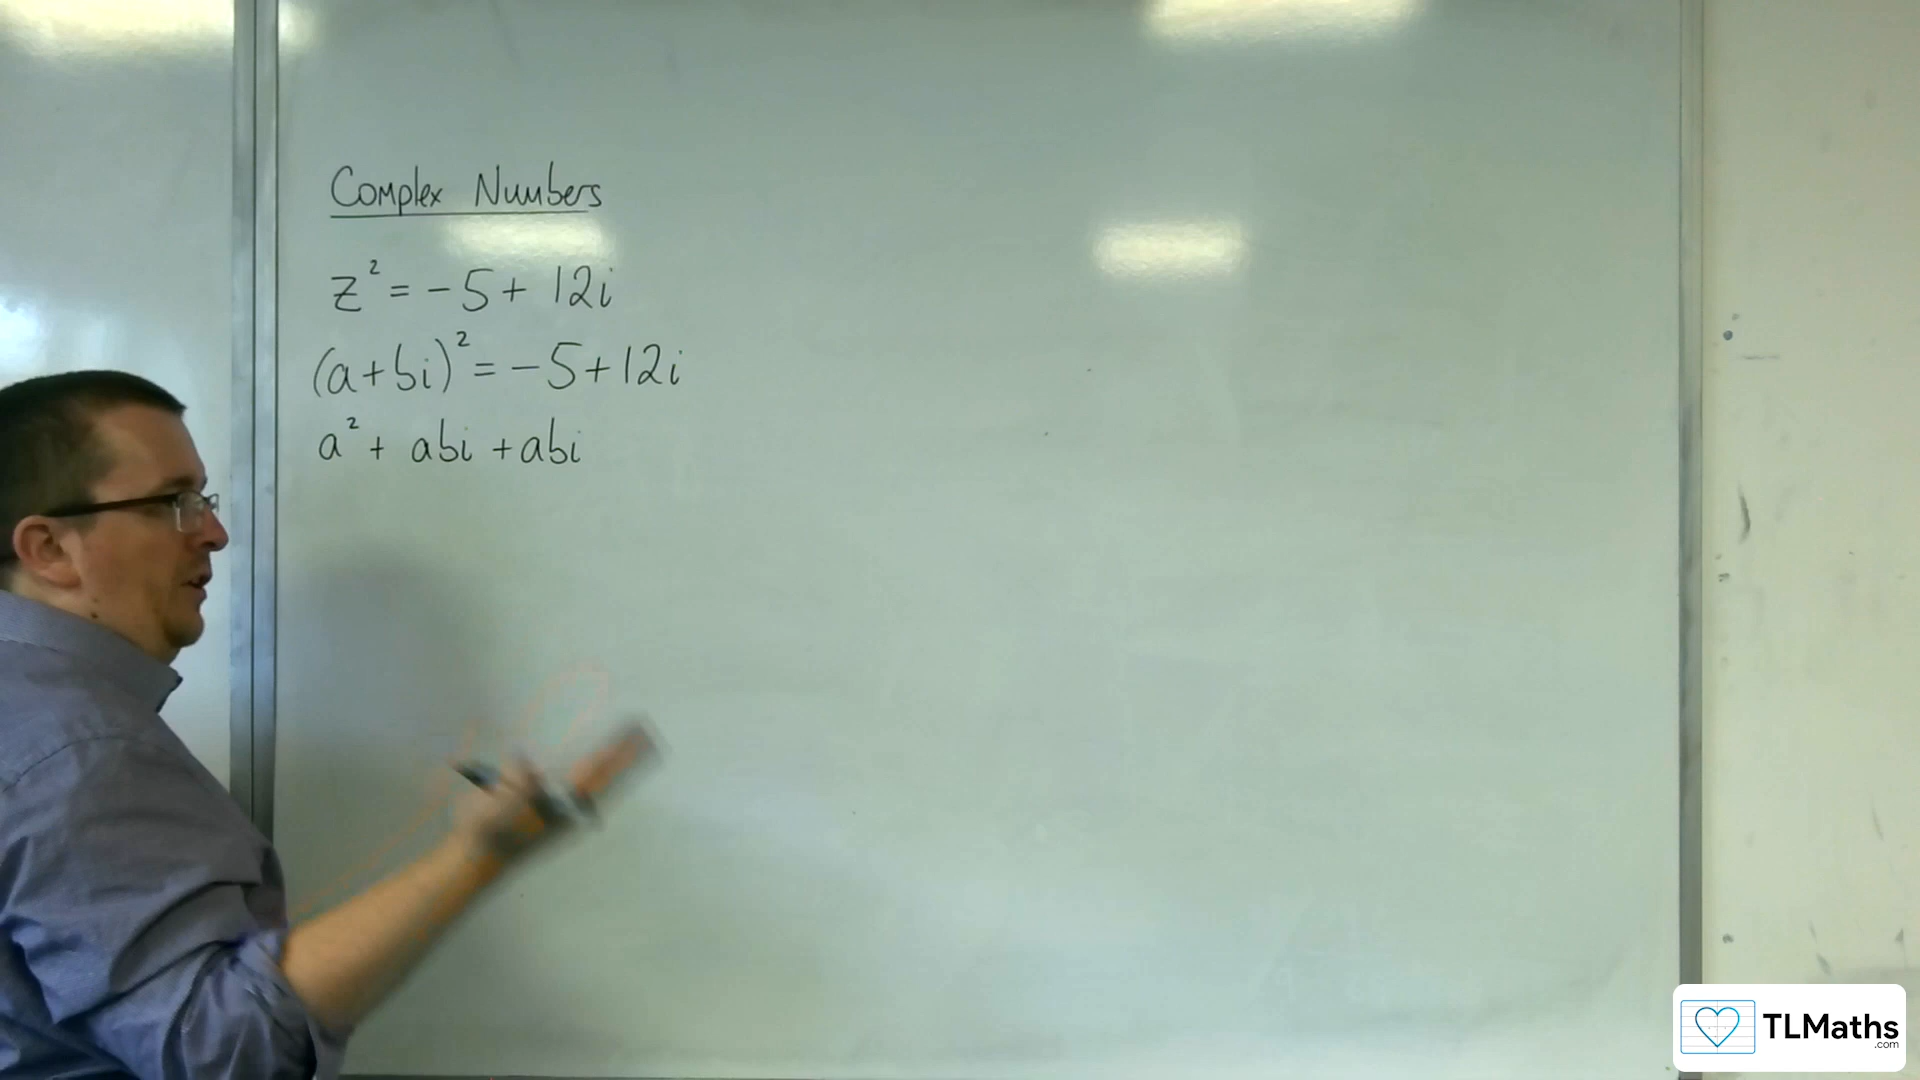 Complex Numbers
z² = -5 + 12i
(a+bi)² = -5+12i
a² + abi + abi
TLMaths
.com